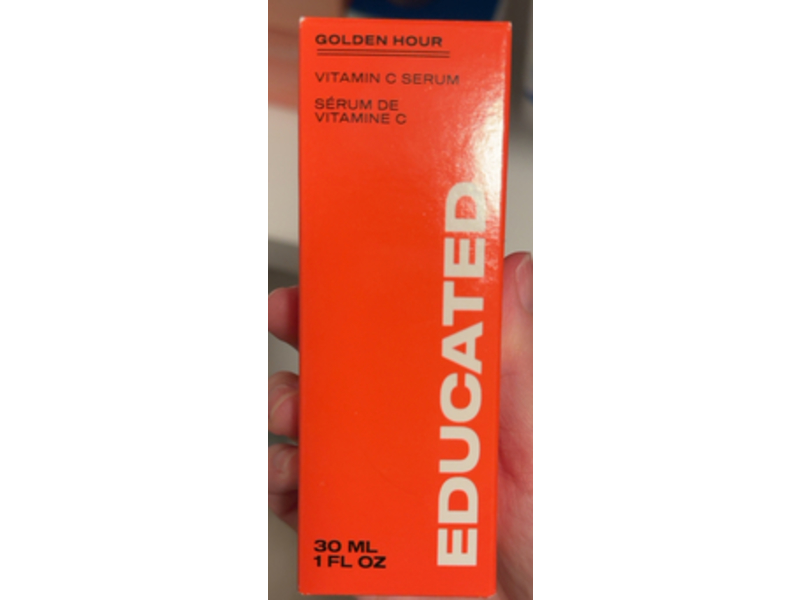 GOLDEN HOUR
VITAMIN C SERUM
SÉRUM DE
VITAMINE C
EDUCATED
30 ML
1 FL OZ